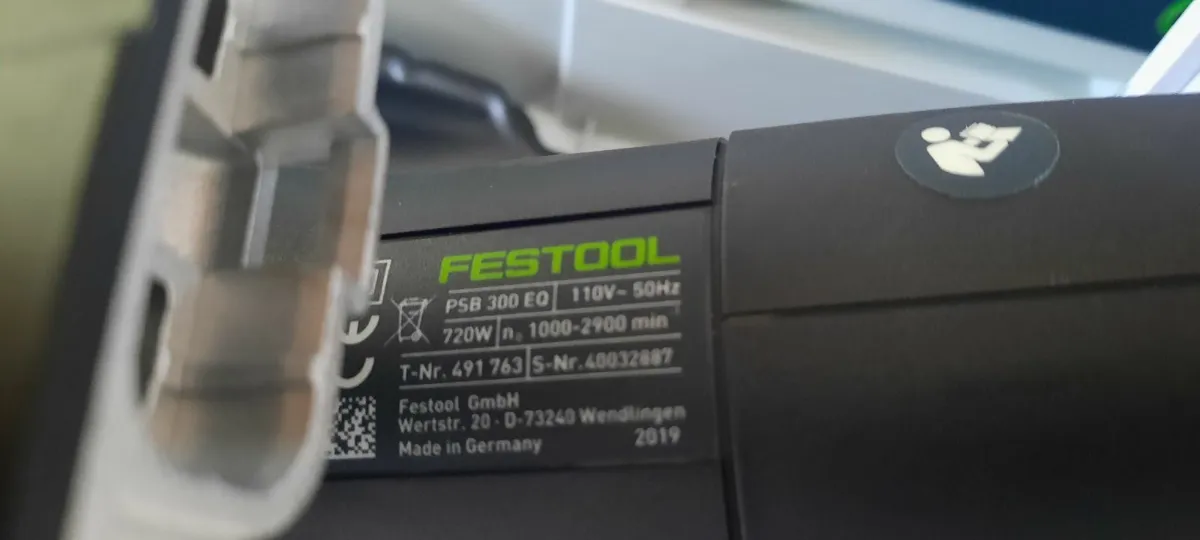 FESTOOL
PSB 300 EQ 110V~ 50Hz
720W n₀ 1000-2900 min
T-Nr. 491 763 S-Nr.40032887
Festool GmbH
Wertstr. 20 · D-73240 Wendlingen
Made in Germany 2019